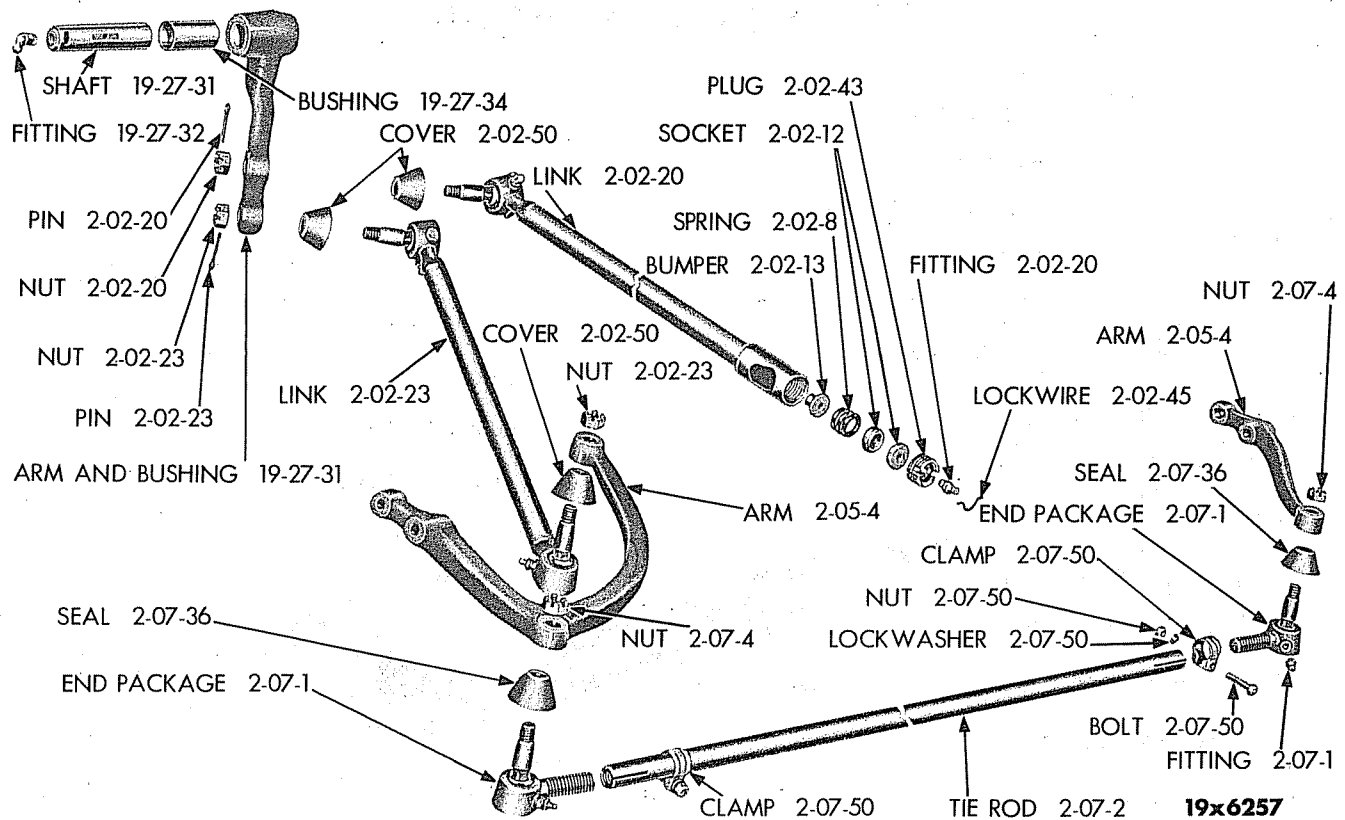 SHAFT 19-27-31
BUSHING 19-27-34
FITTING 19-27-32
COVER 2-02-50
PLUG 2-02-43
SOCKET 2-02-12
LINK 2-02-20
PIN 2-02-20
SPRING 2-02-8
BUMPER 2-02-13
FITTING 2-02-20
NUT 2-07-4
NUT 2-02-20
ARM 2-05-4
COVER 2-02-50
NUT 2-02-23
NUT 2-02-23
LINK 2-02-23
LOCKWIRE 2-02-45
PIN 2-02-23
ARM AND BUSHING 19-27-31
SEAL 2-07-36
ARM 2-05-4
END PACKAGE 2-07-1
CLAMP 2-07-50
NUT 2-07-50
SEAL 2-07-36
NUT 2-07-4
LOCKWASHER 2-07-50
END PACKAGE 2-07-1
BOLT 2-07-50
FITTING 2-07-1
CLAMP 2-07-50
TIE ROD 2-07-2
19x6257